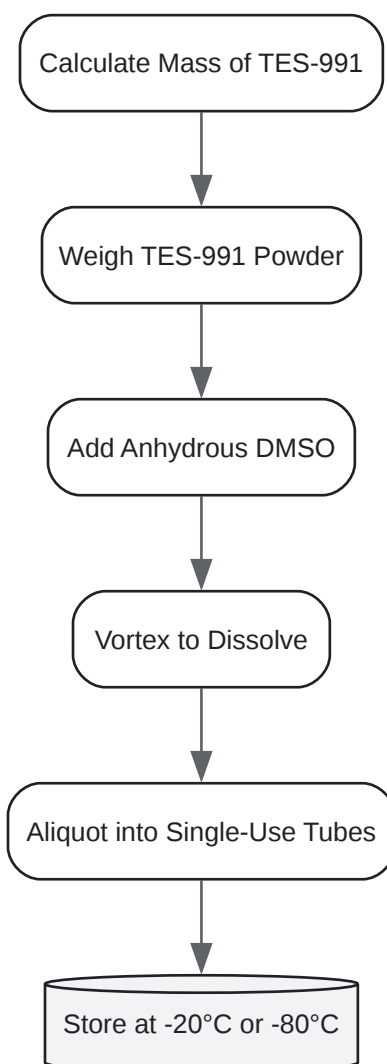 Calculate Mass of TES-991
Weigh TES-991 Powder
Add Anhydrous DMSO
Vortex to Dissolve
Aliquot into Single-Use Tubes
Store at -20°C or -80°C